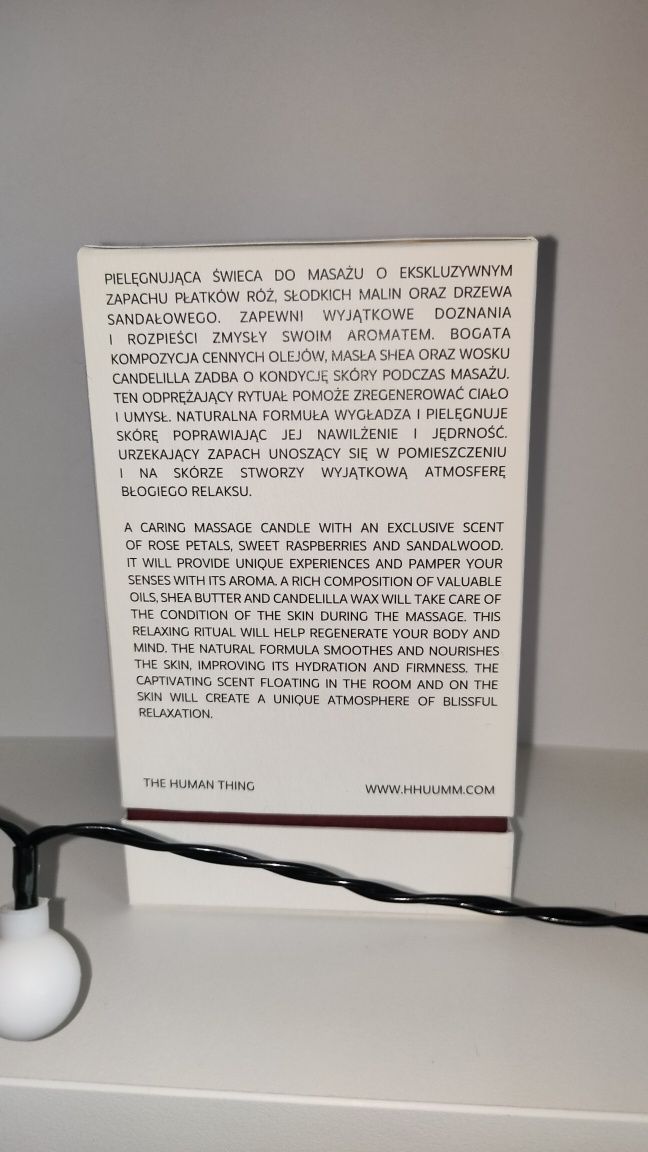 PIELĘGNUJĄCA ŚWIECA DO MASAŻU O EKSKLUZYWNYM
ZAPACHU PŁATKÓW RÓŻ, SŁODKICH MALIN ORAZ DRZEWA
SANDAŁOWEGO. ZAPEWNI WYJĄTKOWE DOZNANIA
I ROZPIEŚCI ZMYSŁY SWOIM AROMATEM. BOGATA
KOMPOZYCJA CENNYCH OLEJÓW, MASŁA SHEA ORAZ WOSKU
CANDELILLA ZADBA O KONDYCJĘ SKÓRY PODCZAS MASAŻU.
TEN ODPRĘŻAJĄCY RYTUAŁ POMOŻE ZREGENEROWAĆ CIAŁO
I UMYSŁ. NATURALNA FORMUŁA WYGŁADZA I PIELĘGNUJE
SKÓRĘ POPRAWIAJĄC JEJ NAWILŻENIE I JĘDRNOŚĆ.
URZEKAJĄCY ZAPACH UNOSZĄCY SIĘ W POMIESZCZENIU
I NA SKÓRZE STWORZY WYJĄTKOWĄ ATMOSFERĘ
BŁOGIEGO RELAKSU.
A CARING MASSAGE CANDLE WITH AN EXCLUSIVE SCENT
OF ROSE PETALS, SWEET RASPBERRIES AND SANDALWOOD.
IT WILL PROVIDE UNIQUE EXPERIENCES AND PAMPER YOUR
SENSES WITH ITS AROMA. A RICH COMPOSITION OF VALUABLE
OILS, SHEA BUTTER AND CANDELILLA WAX WILL TAKE CARE OF
THE CONDITION OF THE SKIN DURING THE MASSAGE. THIS
RELAXING RITUAL WILL HELP REGENERATE YOUR BODY AND
MIND. THE NATURAL FORMULA SMOOTHES AND NOURISHES
THE SKIN, IMPROVING ITS HYDRATION AND FIRMNESS. THE
CAPTIVATING SCENT FLOATING IN THE ROOM AND ON THE
SKIN WILL CREATE A UNIQUE ATMOSPHERE OF BLISSFUL
RELAXATION.
THE HUMAN THING WWW.HHUUMM.COM